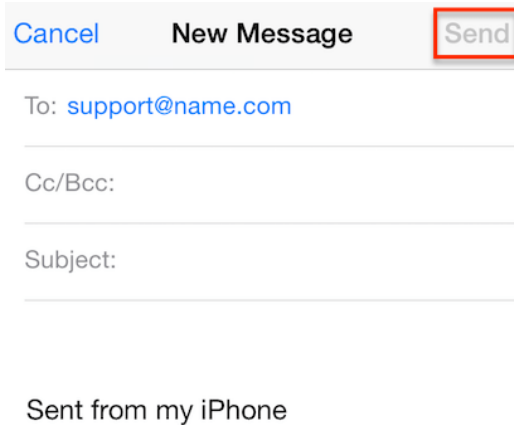 Cancel New Message Send
To: support@name.com
Cc/Bcc:
Subject:
Sent from my iPhone